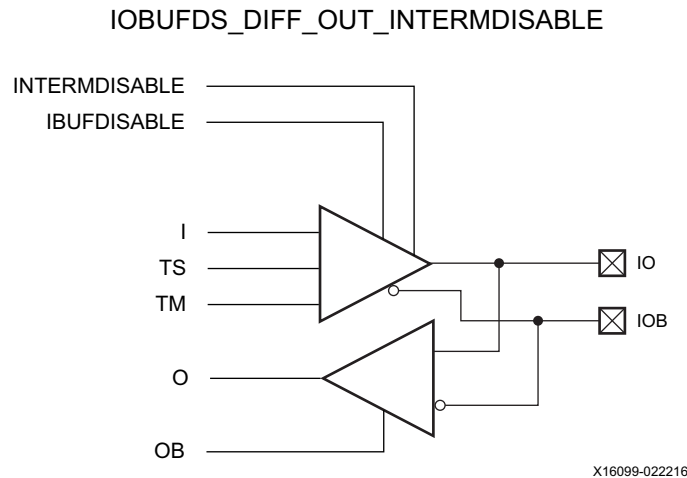 IOBUFDS_DIFF_OUT_INTERMDISABLE
INTERMDISABLE
IBUFDISABLE
I
TS
TM
IO
IOB
O
OB
X16099-022216